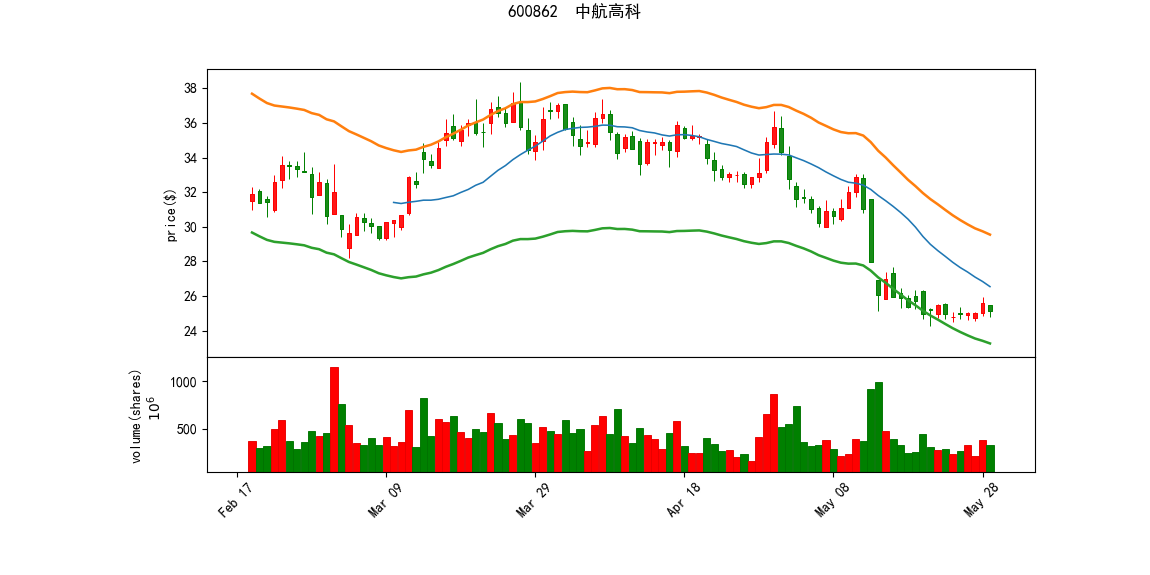 600862  中航高科
price($)
38
36
34
32
30
28
26
24
volume(shares)
10^6
1000
500
Feb 17
Mar 09
Mar 29
Apr 18
May 08
May 28